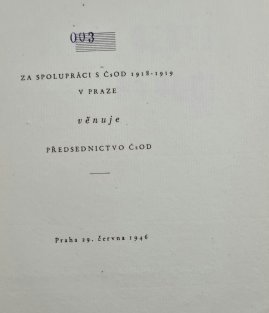 003
ZA SPOLUPRÁCI S ČsOD 1918-1919
V PRAZE
věnuje
PŘEDSEDNICTVO ČsOD
Praha 29. června 1946